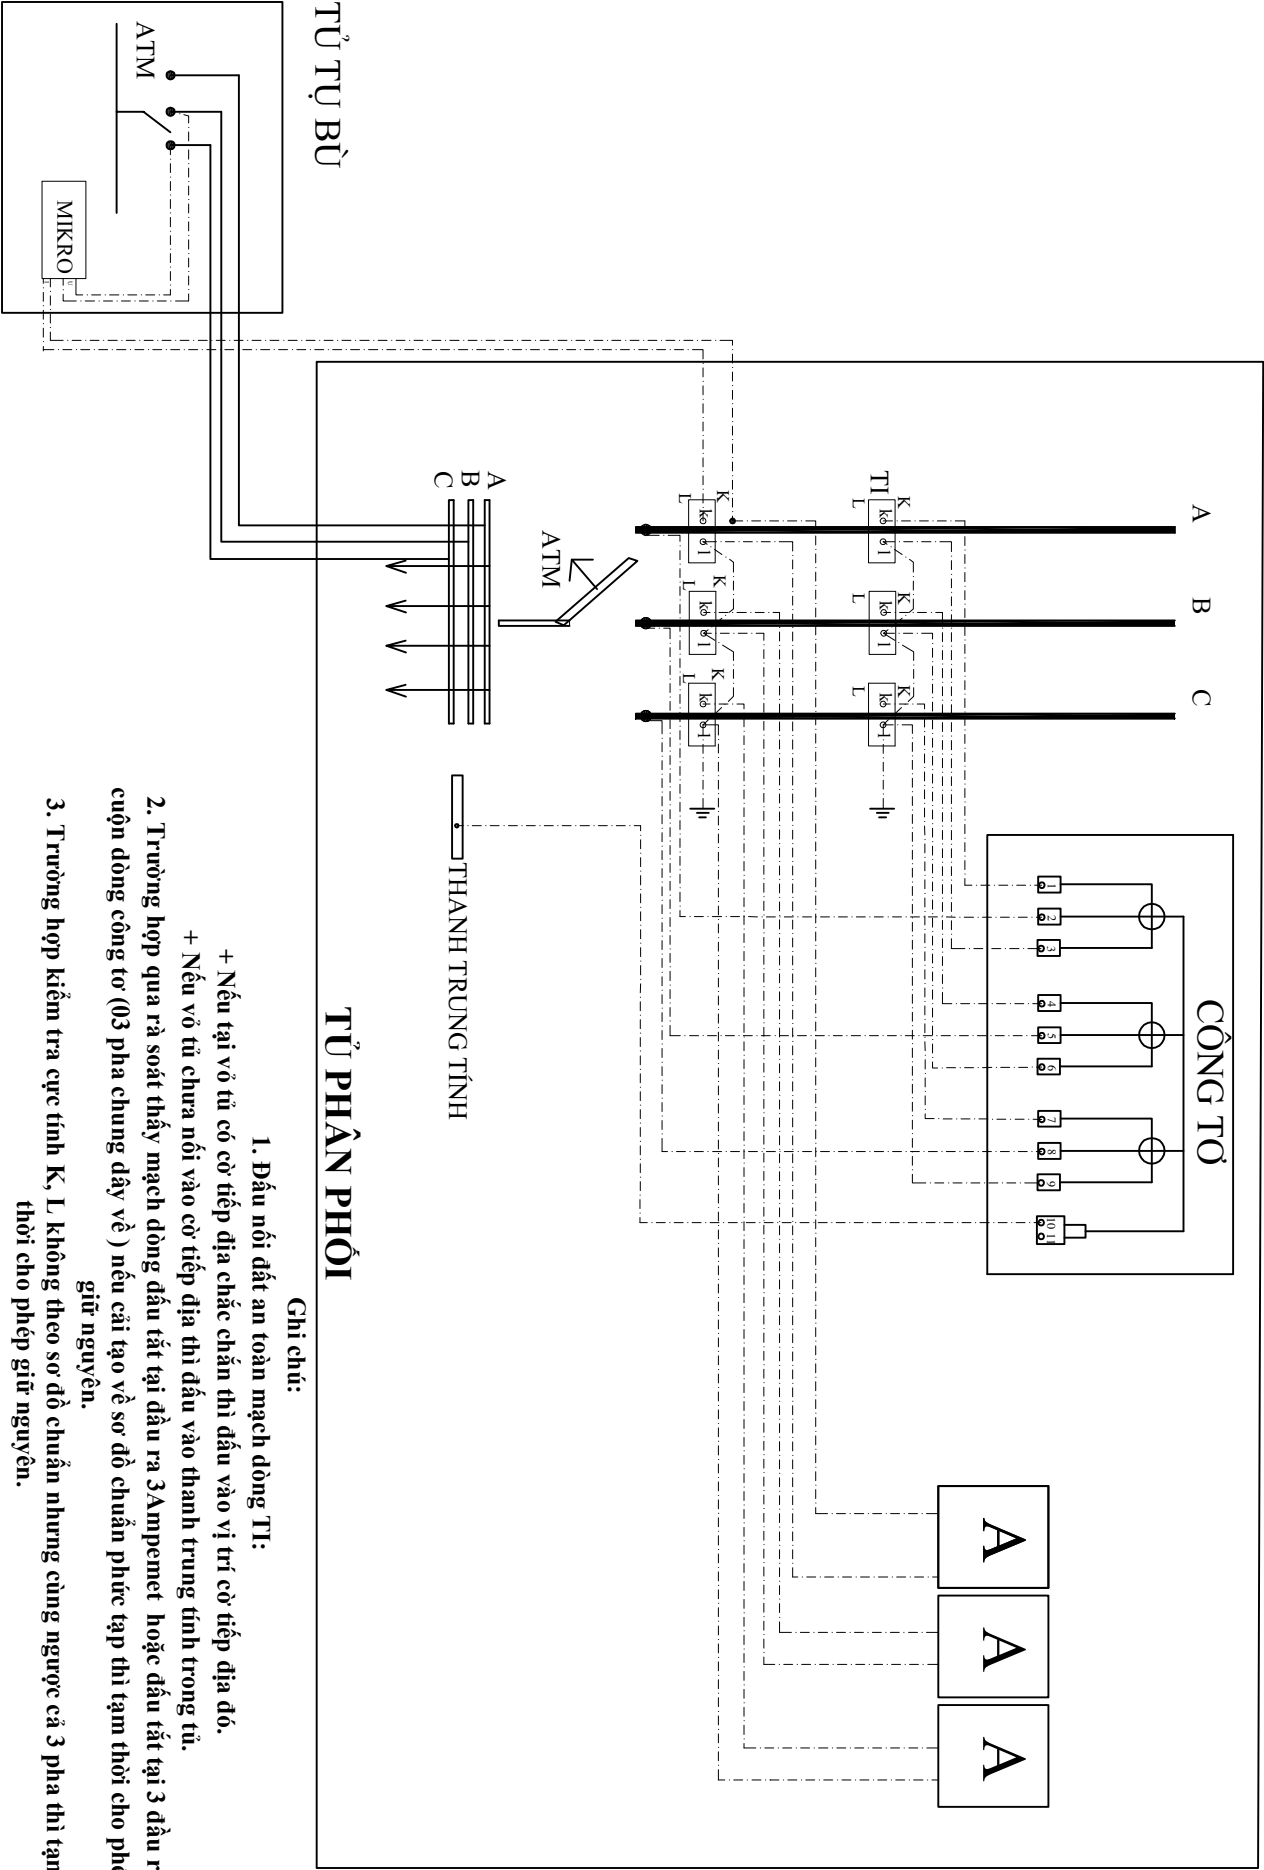 TỦ TỤ BÙ
ATM
MIKRO
U
I
A
B
C
TI
K
L
k
l
K
L
k
l
K
L
k
l
K
L
k
l
K
L
k
l
K
L
k
l
ATM
A
B
C
CÔNG TƠ
1
2
3
4
5
6
7
8
9
10 11
A
A
A
THANH TRUNG TÍNH
TỦ PHÂN PHỐI
Ghi chú:
1. Đấu nối đất an toàn mạch dòng TI:
+ Nếu tại vỏ tủ có cờ tiếp địa chắc chắn thì đấu vào vị trí cờ tiếp địa đó.
+ Nếu vỏ tủ chưa nối vào cờ tiếp địa thì đấu vào thanh trung tính trong tủ.
2. Trường hợp qua rà soát thấy mạch dòng đấu tắt tại đầu ra 3Ampemet hoặc đấu tắt tại 3 đầu r
cuộn dòng công tơ (03 pha chung dây về ) nếu cải tạo về sơ đồ chuẩn phức tạp thì tạm thời cho phé
giữ nguyên.
3. Trường hợp kiểm tra cực tính K, L không theo sơ đồ chuẩn nhưng cùng ngược cả 3 pha thì tạm
thời cho phép giữ nguyên.